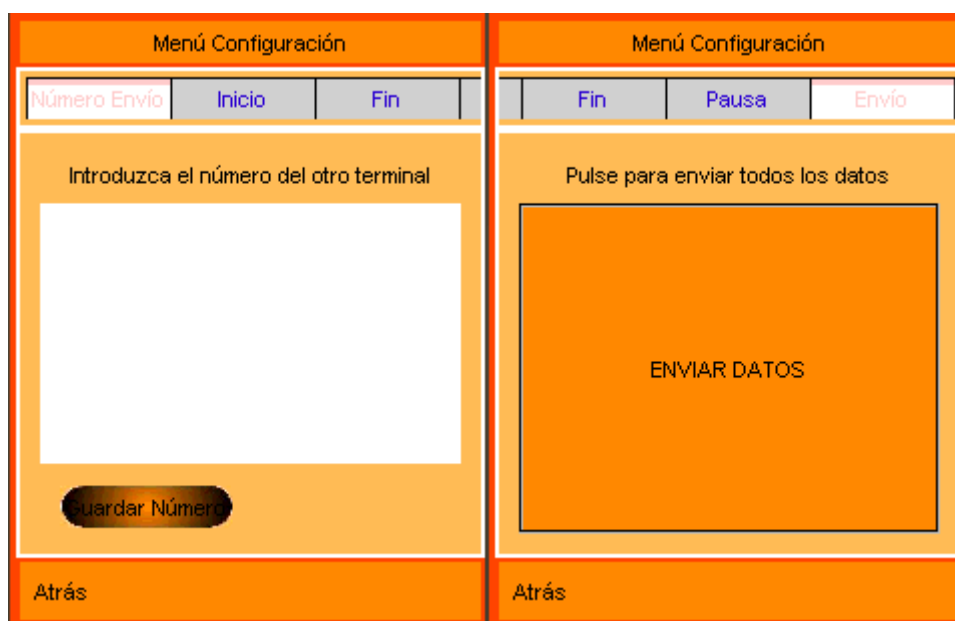 Menú Configuración
Número Envío Inicio Fin
Introduzca el número del otro terminal
Guardar Número
Atrás
Menú Configuración
Fin Pausa Envío
Pulse para enviar todos los datos
ENVIAR DATOS
Atrás